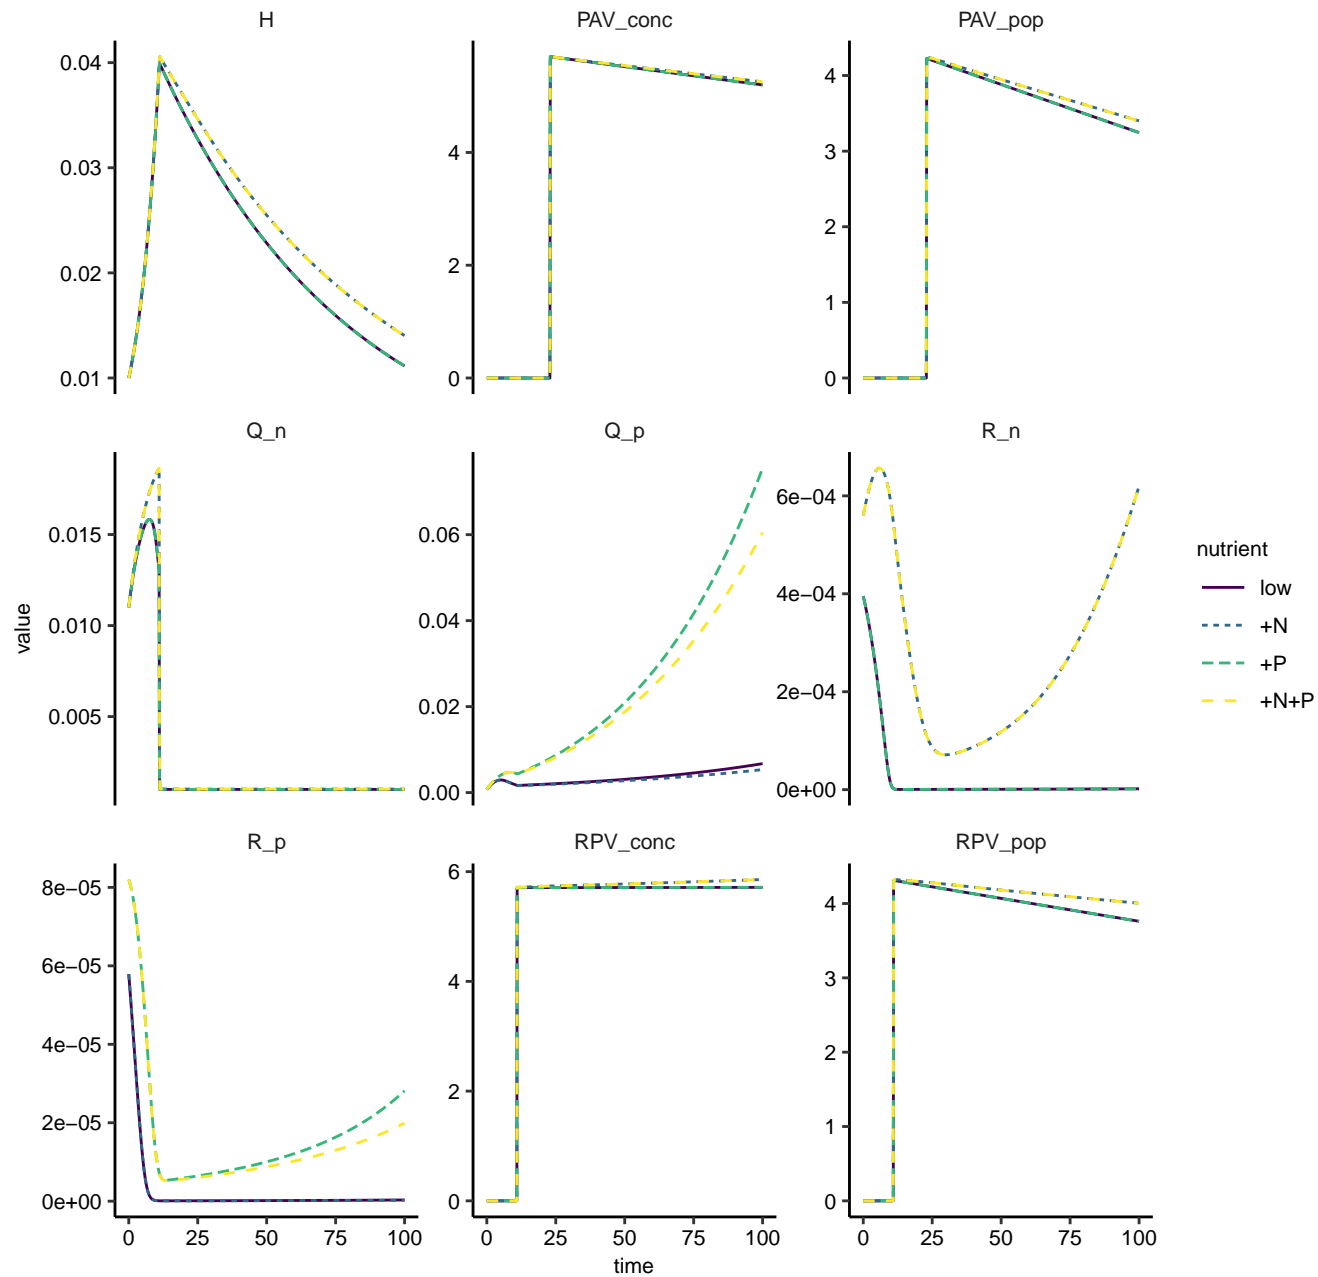 H
PAV_conc
PAV_pop
0.04
0.03
0.02
0.01
4
2
0
4
3
2
1
0
Q_n
Q_p
R_n
0.015
0.010
0.005
0.06
0.04
0.02
0.00
6e−04
4e−04
2e−04
0e+00
R_p
RPV_conc
RPV_pop
8e−05
6e−05
4e−05
2e−05
0e+00
6
4
2
0
4
3
2
1
0
0 25 50 75 100
0 25 50 75 100
0 25 50 75 100
time
value
nutrient
low
+N
+P
+N+P